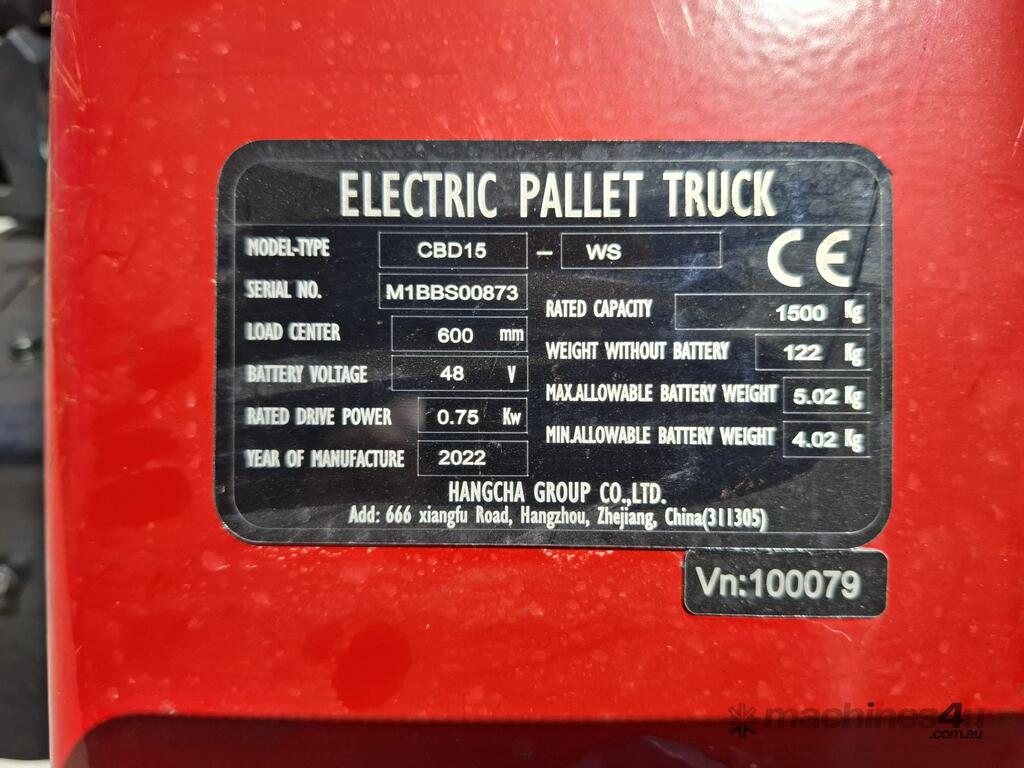 ELECTRIC PALLET TRUCK
MODEL-TYPE CBD15 – WS CE
SERIAL NO. M1BBS00873
RATED CAPACITY 1500 Kg
LOAD CENTER 600 mm
WEIGHT WITHOUT BATTERY 122 Kg
BATTERY VOLTAGE 48 V
MAX.ALLOWABLE BATTERY WEIGHT 5.02 Kg
RATED DRIVE POWER 0.75 Kw
MIN.ALLOWABLE BATTERY WEIGHT 4.02 Kg
YEAR OF MANUFACTURE 2022
HANGCHA GROUP CO.,LTD.
Add: 666 xiangfu Road, Hangzhou, Zhejiang, China(311305)
Vn:100079
machines4u
.com.au